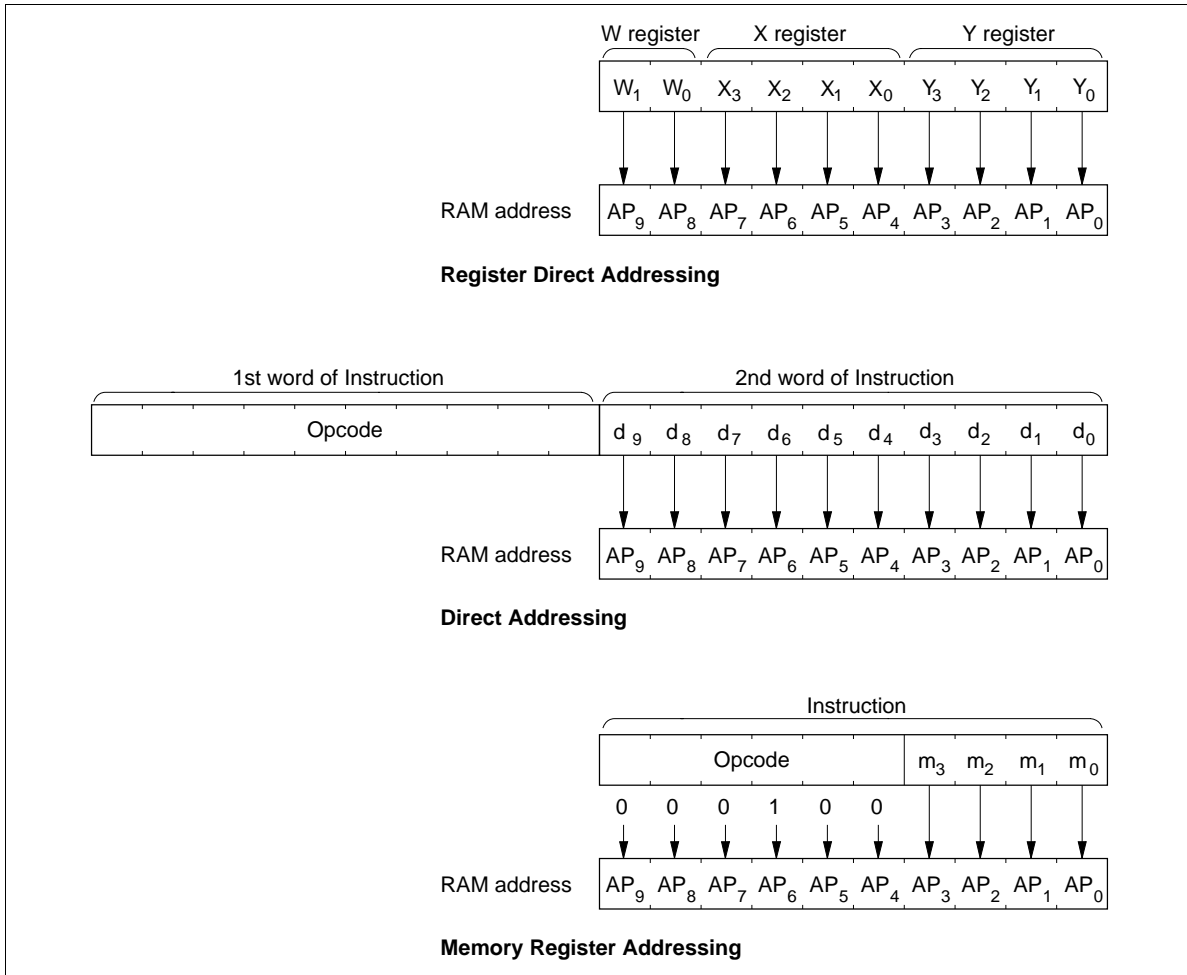 W register X register Y register
W1 W0 X3 X2 X1 X0 Y3 Y2 Y1 Y0
RAM address AP9 AP8 AP7 AP6 AP5 AP4 AP3 AP2 AP1 AP0
Register Direct Addressing
1st word of Instruction 2nd word of Instruction
Opcode d9 d8 d7 d6 d5 d4 d3 d2 d1 d0
RAM address AP9 AP8 AP7 AP6 AP5 AP4 AP3 AP2 AP1 AP0
Direct Addressing
Instruction
Opcode m3 m2 m1 m0
0 0 0 1 0 0
RAM address AP9 AP8 AP7 AP6 AP5 AP4 AP3 AP2 AP1 AP0
Memory Register Addressing